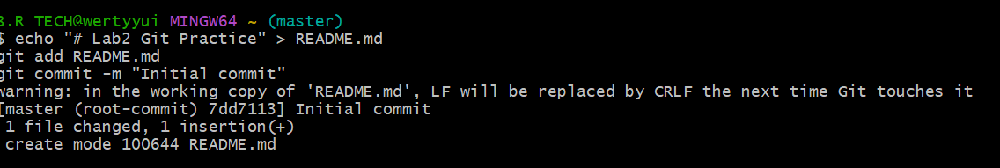 B.R TECH@wertyyui MINGW64 ~ (master)
$ echo "# Lab2 Git Practice" > README.md
git add README.md
git commit -m "Initial commit"
warning: in the working copy of 'README.md', LF will be replaced by CRLF the next time Git touches it
[master (root-commit) 7dd7113] Initial commit
1 file changed, 1 insertion(+)
create mode 100644 README.md